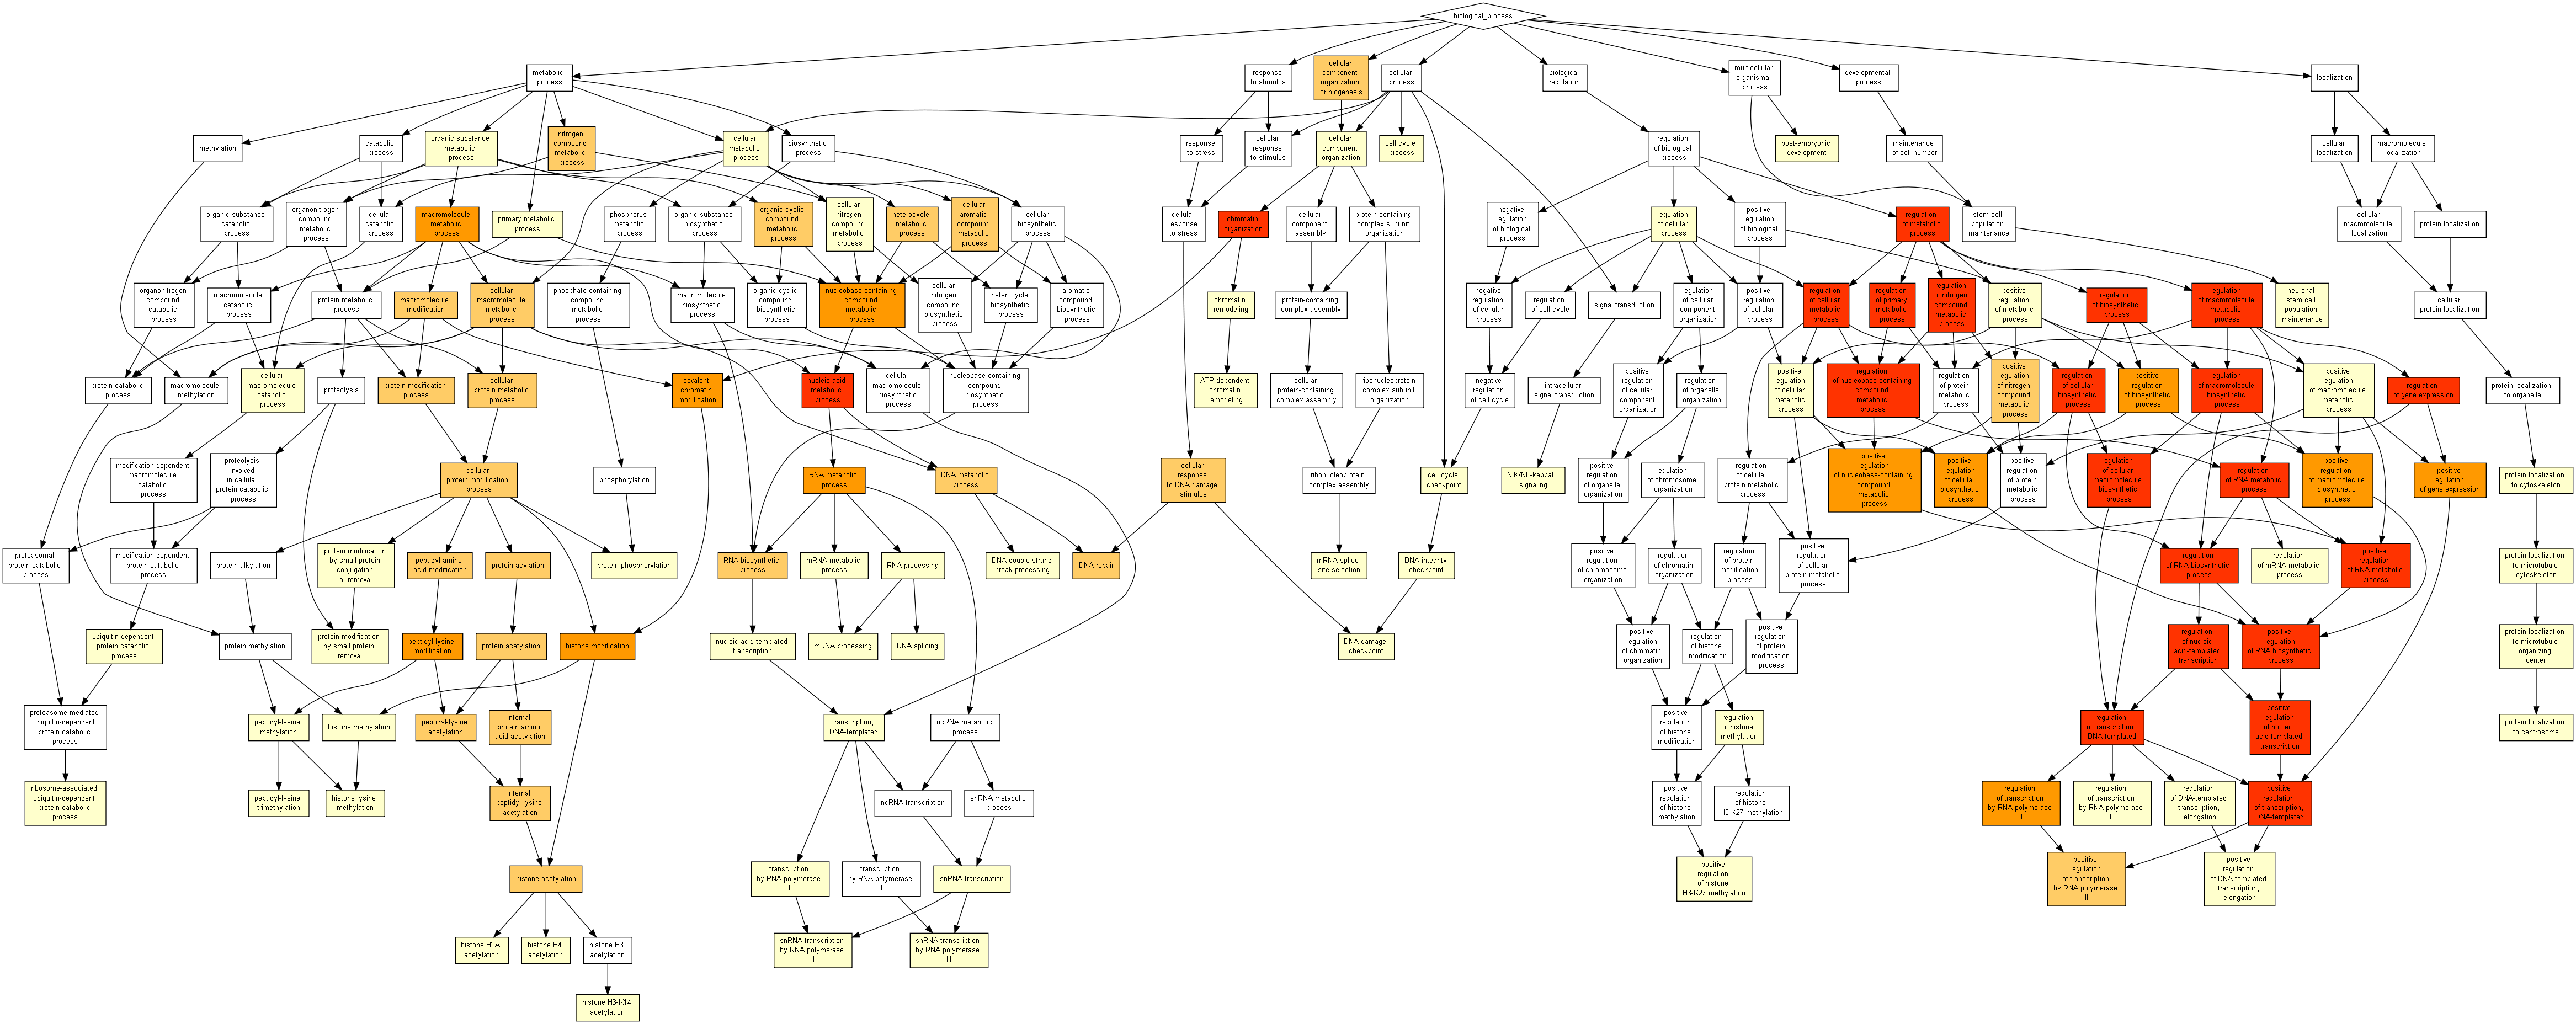 biological_process
metabolic
process
response
to stimulus
cellular
component
organization
or biogenesis
cellular
process
biological
regulation
multicellular
organismal
process
developmental
process
localization
methylation
catabolic
process
organic substance
metabolic
process
nitrogen
compound
metabolic
process
cellular
metabolic
process
biosynthetic
process
response
to stress
cellular
response
to stimulus
cellular
component
organization
cell cycle
process
regulation
of biological
process
post-embryonic
development
maintenance
of cell number
cellular
localization
macromolecule
localization
organic substance
catabolic
process
organonitrogen
compound
metabolic
process
cellular
catabolic
process
macromolecule
metabolic
process
primary metabolic
process
phosphorus
metabolic
process
organic substance
biosynthetic
process
organic cyclic
compound
metabolic
process
cellular
nitrogen
compound
metabolic
process
heterocycle
metabolic
process
cellular
aromatic
compound
metabolic
process
cellular
biosynthetic
process
cellular
response
to stress
chromatin
organization
cellular
component
assembly
protein-containing
complex subunit
organization
negative
regulation
of biological
process
regulation
of cellular
process
positive
regulation
of biological
process
regulation
of metabolic
process
stem cell
population
maintenance
cellular
macromolecule
localization
protein localization
organonitrogen
compound
catabolic
process
macromolecule
catabolic
process
protein metabolic
process
macromolecule
modification
cellular
macromolecule
metabolic
process
phosphate-containing
compound
metabolic
process
macromolecule
biosynthetic
process
organic cyclic
compound
biosynthetic
process
nucleobase-containing
compound
metabolic
process
cellular
nitrogen
compound
biosynthetic
process
heterocycle
biosynthetic
process
aromatic
compound
biosynthetic
process
chromatin
remodeling
protein-containing
complex assembly
negative
regulation
of cellular
process
regulation
of cell cycle
signal transduction
regulation
of cellular
component
organization
positive
regulation
of cellular
process
regulation
of cellular
metabolic
process
regulation
of primary
metabolic
process
regulation
of nitrogen
compound
metabolic
process
positive
regulation
of metabolic
process
regulation
of biosynthetic
process
regulation
of macromolecule
metabolic
process
neuronal
stem cell
population
maintenance
cellular
protein localization
protein catabolic
process
macromolecule
methylation
cellular
macromolecule
catabolic
process
proteolysis
protein modification
process
cellular
protein metabolic
process
covalent
chromatin
modification
nucleic acid
metabolic
process
cellular
macromolecule
biosynthetic
process
nucleobase-containing
compound
biosynthetic
process
ATP-dependent
chromatin
remodeling
cellular
protein-containing
complex assembly
ribonucleoprotein
complex subunit
organization
negative
regulation
of cell cycle
intracellular
signal transduction
positive
regulation
of cellular
component
organization
regulation
of organelle
organization
positive
regulation
of cellular
metabolic
process
regulation
of nucleobase-containing
compound
metabolic
process
regulation
of protein
metabolic
process
positive
regulation
of nitrogen
compound
metabolic
process
regulation
of cellular
biosynthetic
process
positive
regulation
of biosynthetic
process
regulation
of macromolecule
biosynthetic
process
positive
regulation
of macromolecule
metabolic
process
regulation
of gene expression
protein localization
to organelle
modification-dependent
macromolecule
catabolic
process
proteolysis
involved
in cellular
protein catabolic
process
cellular
protein modification
process
phosphorylation
RNA metabolic
process
DNA metabolic
process
cellular
response
to DNA damage
stimulus
ribonucleoprotein
complex assembly
cell cycle
checkpoint
NIK/NF-kappaB
signaling
positive
regulation
of organelle
organization
regulation
of chromosome
organization
regulation
of cellular
protein metabolic
process
positive
regulation
of nucleobase-containing
compound
metabolic
process
positive
regulation
of cellular
biosynthetic
process
positive
regulation
of protein
metabolic
process
regulation
of cellular
macromolecule
biosynthetic
process
regulation
of RNA metabolic
process
positive
regulation
of macromolecule
biosynthetic
process
positive
regulation
of gene expression
protein localization
to cytoskeleton
proteasomal
protein catabolic
process
modification-dependent
protein catabolic
process
protein alkylation
protein modification
by small protein
conjugation
or removal
peptidyl-amino
acid modification
protein acylation
protein phosphorylation
RNA biosynthetic
process
mRNA metabolic
process
RNA processing
DNA double-strand
break processing
DNA repair
mRNA splice
site selection
DNA integrity
checkpoint
positive
regulation
of chromosome
organization
regulation
of chromatin
organization
regulation
of protein
modification
process
positive
regulation
of cellular
protein metabolic
process
regulation
of RNA biosynthetic
process
regulation
of mRNA metabolic
process
positive
regulation
of RNA metabolic
process
protein localization
to microtubule
cytoskeleton
ubiquitin-dependent
protein catabolic
process
protein methylation
protein modification
by small protein
removal
peptidyl-lysine
modification
protein acetylation
histone modification
nucleic acid-templated
transcription
mRNA processing
RNA splicing
DNA damage
checkpoint
positive
regulation
of chromatin
organization
regulation
of histone
modification
positive
regulation
of protein
modification
process
regulation
of nucleic
acid-templated
transcription
positive
regulation
of RNA biosynthetic
process
protein localization
to microtubule
organizing
center
proteasome-mediated
ubiquitin-dependent
protein catabolic
process
peptidyl-lysine
methylation
histone methylation
peptidyl-lysine
acetylation
internal
protein amino
acid acetylation
transcription,
DNA-templated
ncRNA metabolic
process
positive
regulation
of histone
modification
regulation
of histone
methylation
regulation
of transcription,
DNA-templated
positive
regulation
of nucleic
acid-templated
transcription
protein localization
to centrosome
ribosome-associated
ubiquitin-dependent
protein catabolic
process
peptidyl-lysine
trimethylation
histone lysine
methylation
internal
peptidyl-lysine
acetylation
ncRNA transcription
snRNA metabolic
process
positive
regulation
of histone
methylation
regulation
of histone
H3-K27 methylation
regulation
of transcription
by RNA polymerase
II
regulation
of transcription
by RNA polymerase
III
regulation
of DNA-templated
transcription,
elongation
positive
regulation
of transcription,
DNA-templated
histone acetylation
transcription
by RNA polymerase
II
transcription
by RNA polymerase
III
snRNA transcription
positive
regulation
of histone
H3-K27 methylation
positive
regulation
of transcription
by RNA polymerase
II
positive
regulation
of DNA-templated
transcription,
elongation
histone H2A
acetylation
histone H4
acetylation
histone H3
acetylation
snRNA transcription
by RNA polymerase
II
snRNA transcription
by RNA polymerase
III
histone H3-K14
acetylation